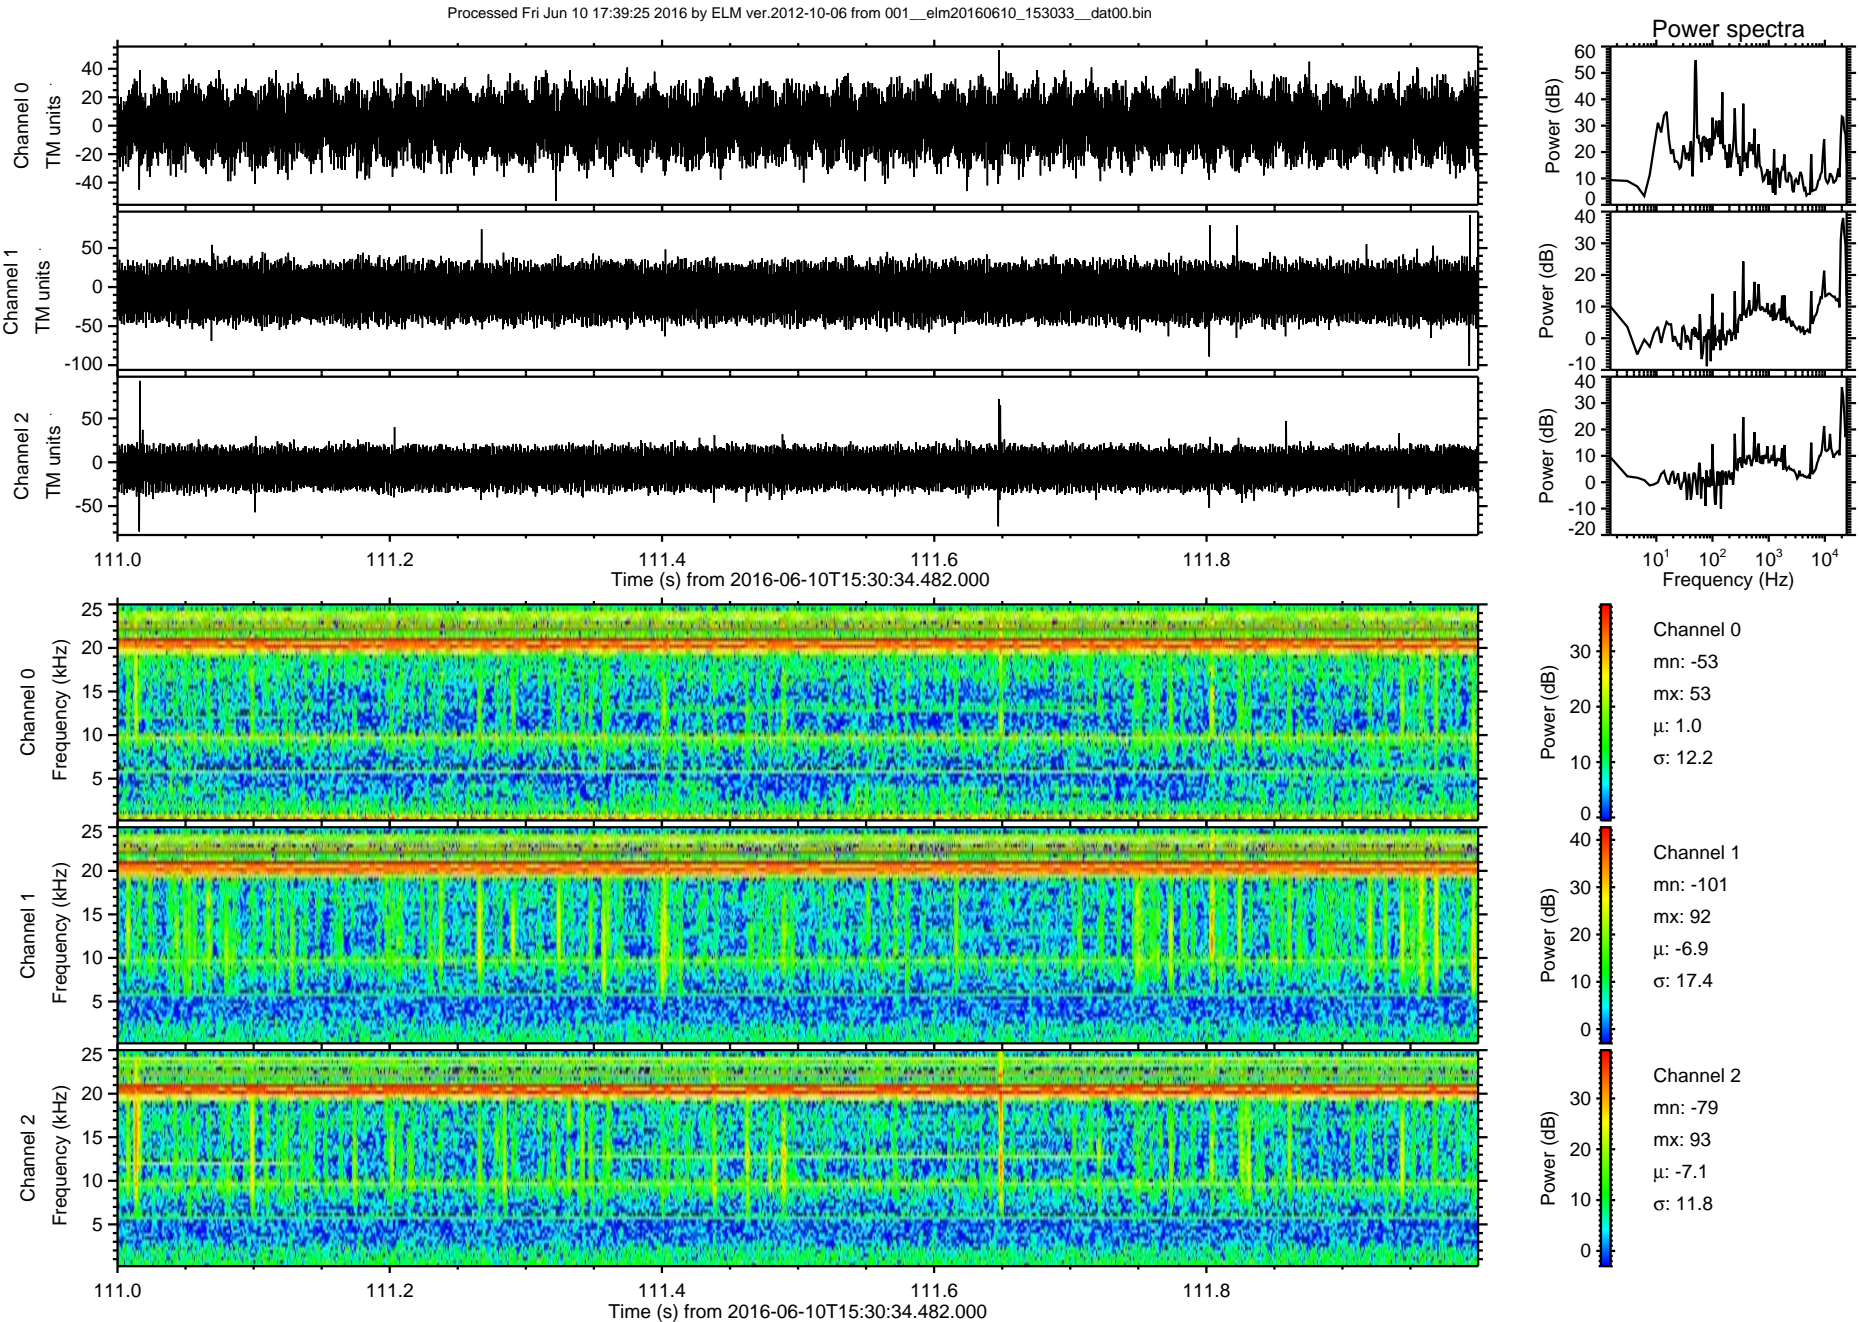 Processed Fri Jun 10 17:39:25 2016 by ELM ver.2012-10-06 from 001__elm20160610_153033__dat00.bin
Power spectra
Channel 0
TM units
40
20
0
-20
-40
Power (dB)
60
50
40
30
20
10
0
Channel 1
TM units
50
0
-50
-100
Power (dB)
40
30
20
10
0
-10
Channel 2
TM units
50
0
-50
Power (dB)
40
30
20
10
0
-10
-20
111.0 111.2 111.4 111.6 111.8
Time (s) from 2016-06-10T15:30:34.482.000
10^1 10^2 10^3 10^4
Frequency (Hz)
Channel 0
Frequency (kHz)
25
20
15
10
5
Power (dB)
30
20
10
0
Channel 0
mn: -53
mx: 53
μ: 1.0
σ: 12.2
Channel 1
Frequency (kHz)
25
20
15
10
5
Power (dB)
40
30
20
10
0
Channel 1
mn: -101
mx: 92
μ: -6.9
σ: 17.4
Channel 2
Frequency (kHz)
25
20
15
10
5
Power (dB)
30
20
10
0
Channel 2
mn: -79
mx: 93
μ: -7.1
σ: 11.8
111.0 111.2 111.4 111.6 111.8
Time (s) from 2016-06-10T15:30:34.482.000